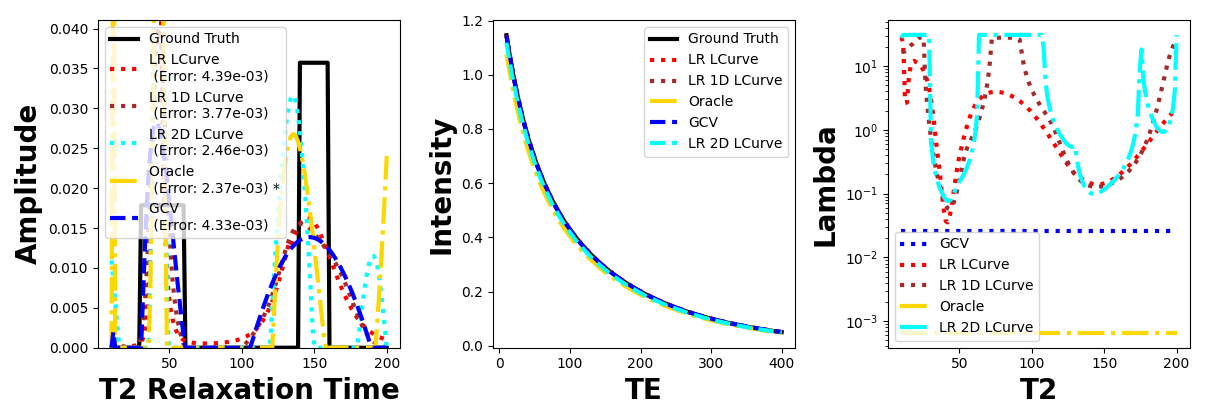 Amplitude
0.040
0.035
0.030
0.025
0.020
0.015
0.010
0.005
0.000
Ground Truth
LR LCurve
(Error: 4.39e-03)
LR 1D LCurve
(Error: 3.77e-03)
LR 2D LCurve
(Error: 2.46e-03)
Oracle
(Error: 2.37e-03) *
GCV
(Error: 4.33e-03)
50 100 150 200
T2 Relaxation Time
Intensity
1.2
1.0
0.8
0.6
0.4
0.2
0.0
Ground Truth
LR LCurve
LR 1D LCurve
Oracle
GCV
LR 2D LCurve
0 100 200 300 400
TE
Lambda
10¹
10⁰
10⁻¹
10⁻²
10⁻³
GCV
LR LCurve
LR 1D LCurve
Oracle
LR 2D LCurve
50 100 150 200
T2